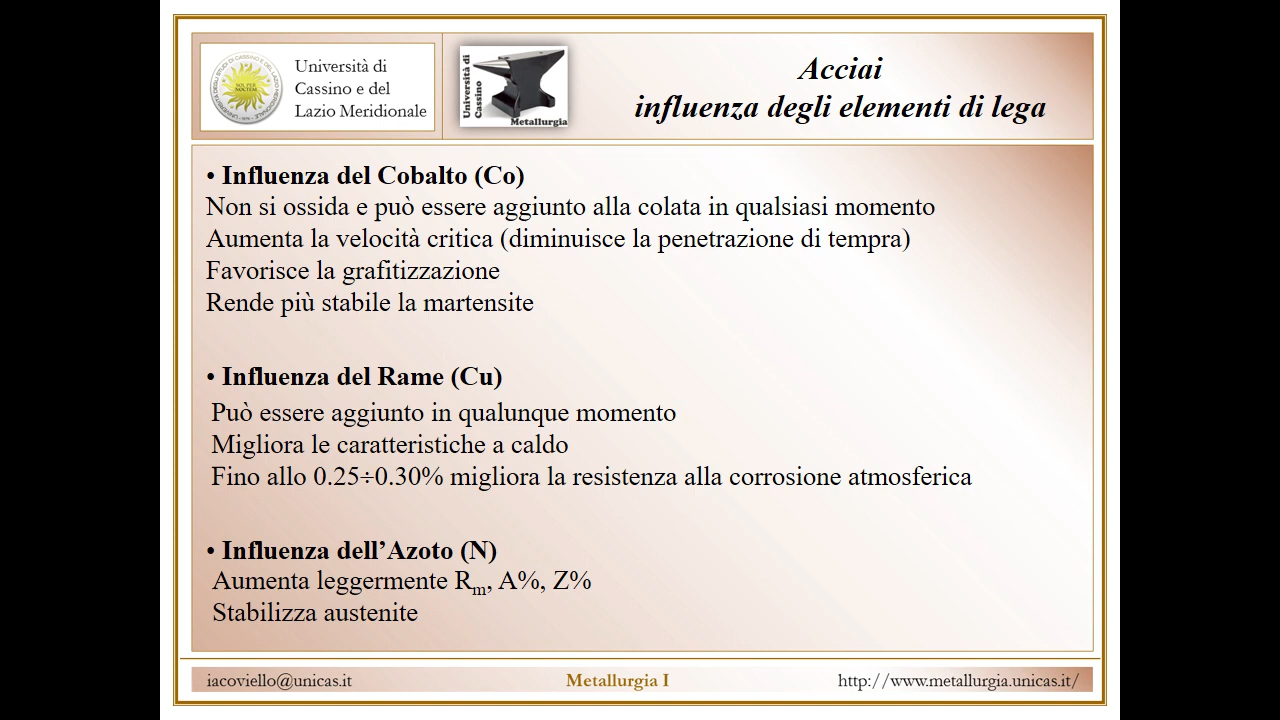 Università di
Cassino e del
Lazio Meridionale
Università di
Cassino
Metallurgia
Acciai
influenza degli elementi di lega
• Influenza del Cobalto (Co)
Non si ossida e può essere aggiunto alla colata in qualsiasi momento
Aumenta la velocità critica (diminuisce la penetrazione di tempra)
Favorisce la grafitizzazione
Rende più stabile la martensite
• Influenza del Rame (Cu)
Può essere aggiunto in qualunque momento
Migliora le caratteristiche a caldo
Fino allo 0.25÷0.30% migliora la resistenza alla corrosione atmosferica
• Influenza dell’Azoto (N)
Aumenta leggermente Rm, A%, Z%
Stabilizza austenite
iacoviello@unicas.it
Metallurgia I
http://www.metallurgia.unicas.it/